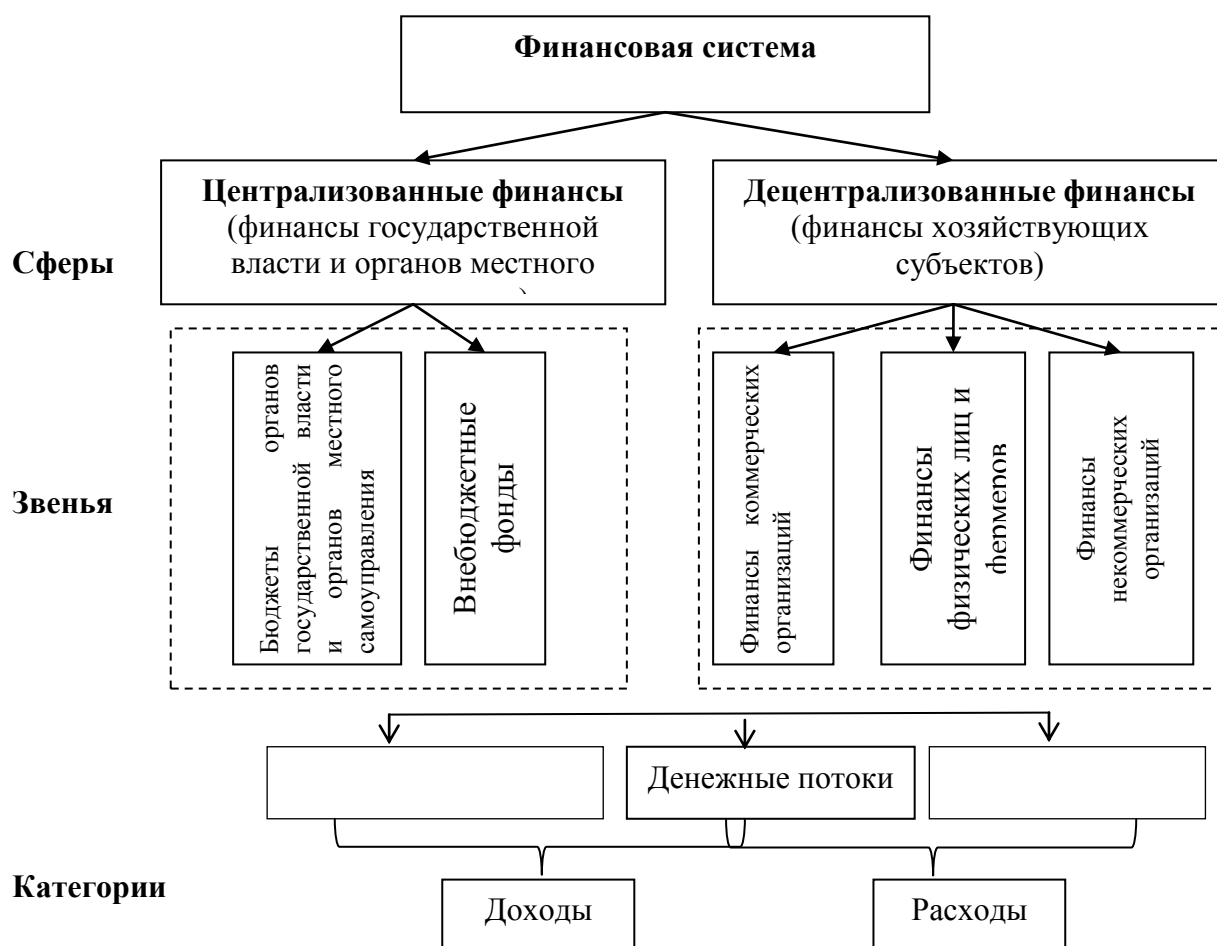 Финансовая система
Централизованные финансы
(финансы государственной
власти и органов местного
)
Децентрализованные финансы
(финансы хозяйствующих
субъектов)
Сферы
Звенья
Бюджеты органов
государственной власти
и органов местного
самоуправления
Внебюджетные
фонды
Финансы коммерческих
организаций
Финансы
физических лиц и
фермеров
Финансы
некоммерческих
организаций
Денежные потоки
Категории
Доходы
Расходы